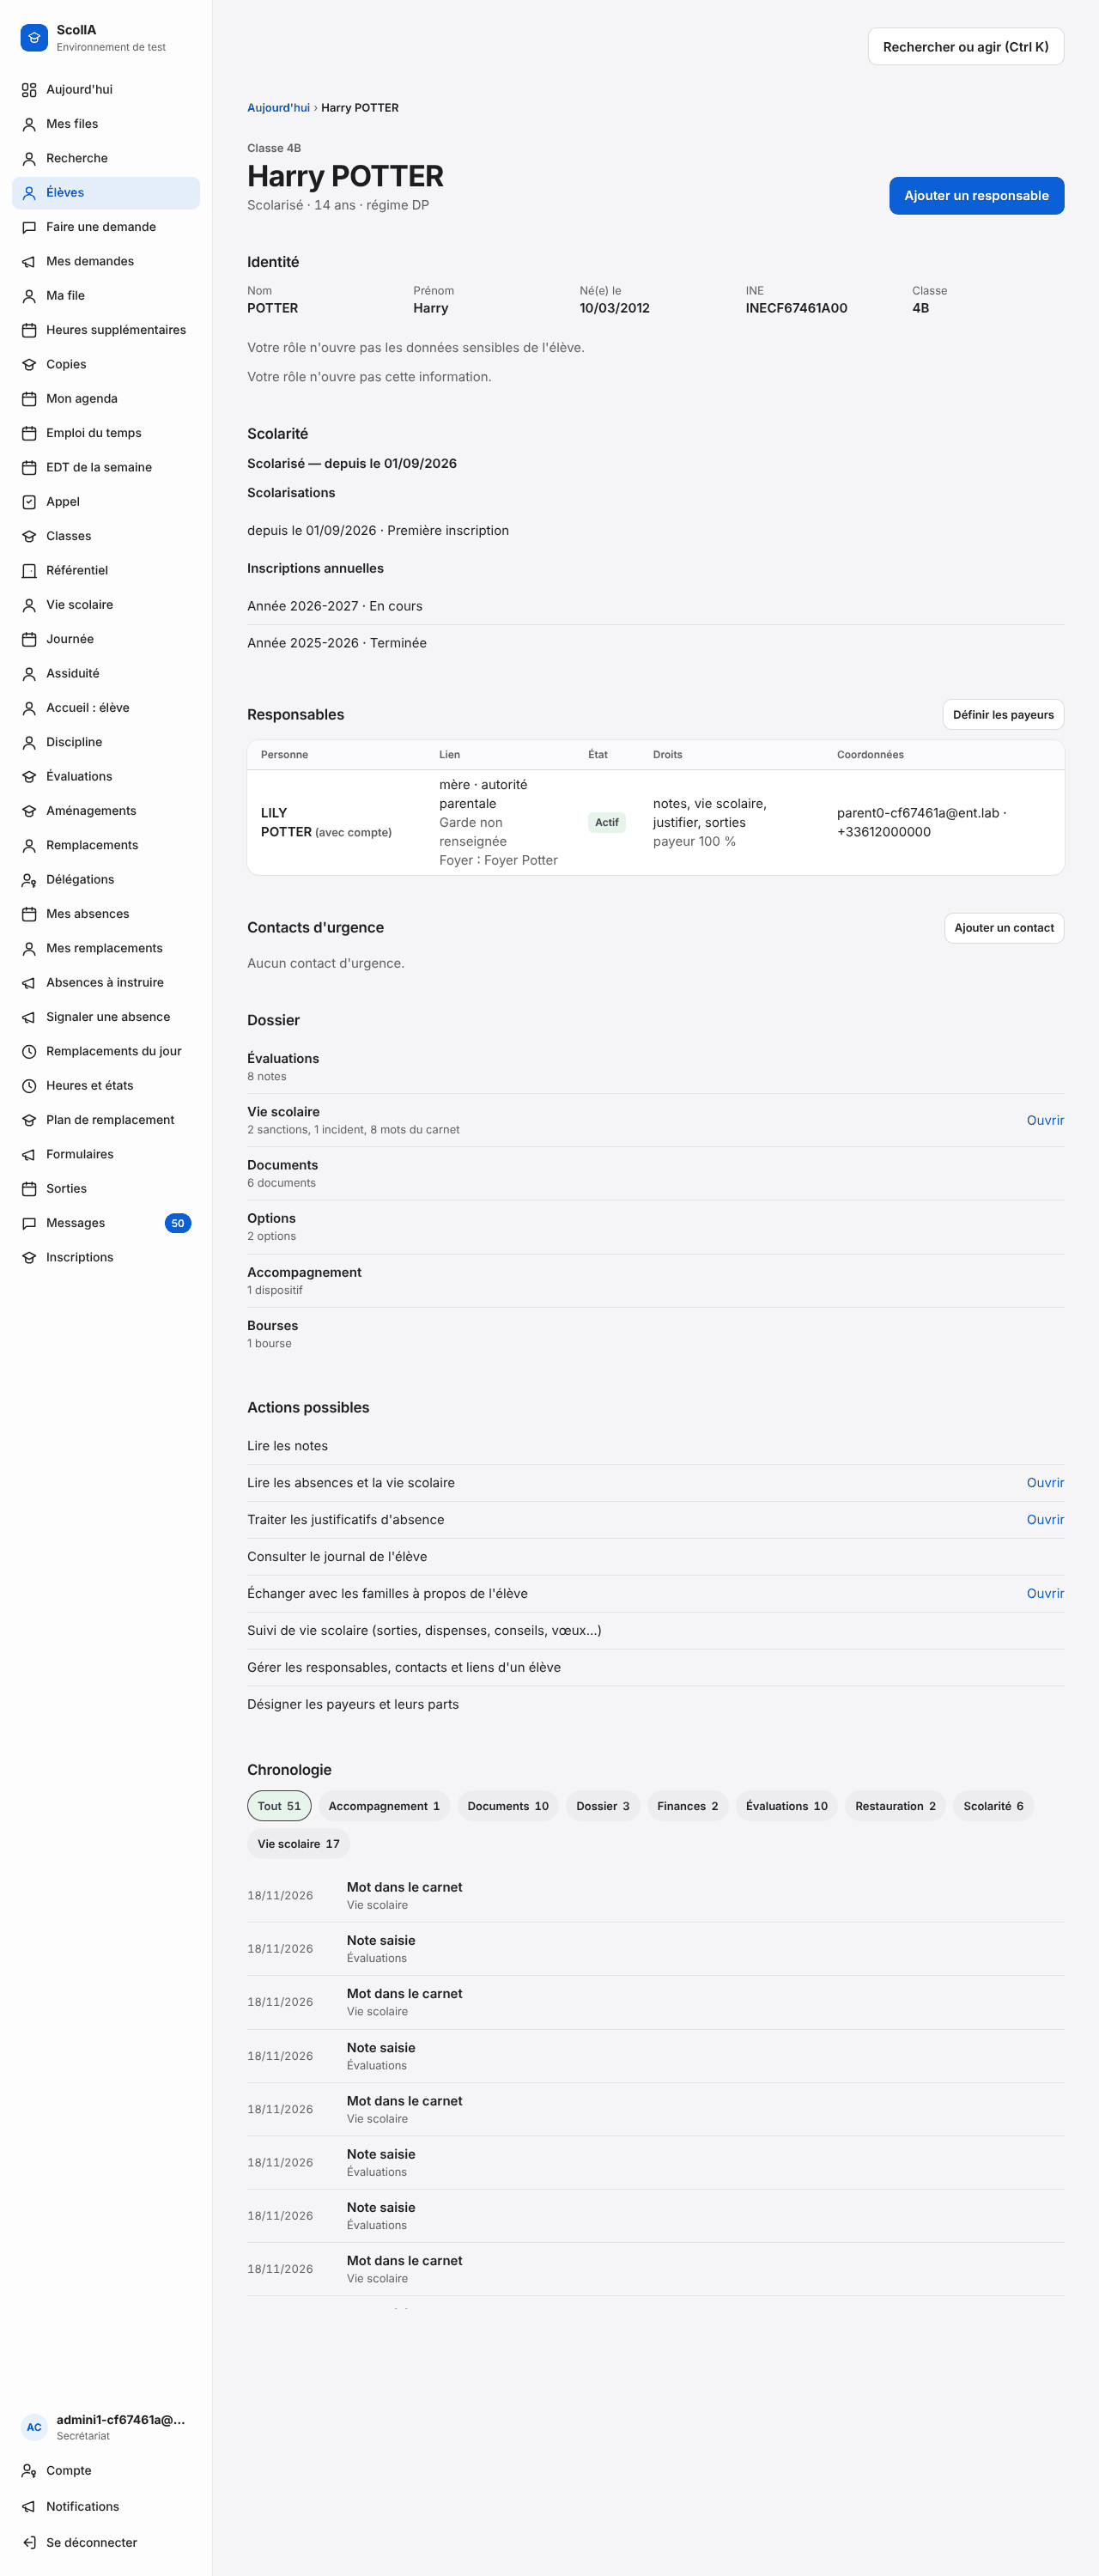 ScolIA
Environnement de test
Aujourd'hui
Mes files
Recherche
Élèves
Faire une demande
Mes demandes
Ma file
Heures supplémentaires
Copies
Mon agenda
Emploi du temps
EDT de la semaine
Appel
Classes
Référentiel
Vie scolaire
Journée
Assiduité
Accueil : élève
Discipline
Évaluations
Aménagements
Remplacements
Délégations
Mes absences
Mes remplacements
Absences à instruire
Signaler une absence
Remplacements du jour
Heures et états
Plan de remplacement
Formulaires
Sorties
Messages 50
Inscriptions
AC
admini1-cf67461a@...
Secrétariat
Compte
Notifications
Se déconnecter
Rechercher ou agir (Ctrl K)
Aujourd'hui › Harry POTTER
Classe 4B
Harry POTTER
Scolarisé · 14 ans · régime DP
Ajouter un responsable
Identité
Nom Prénom Né(e) le INE Classe
POTTER Harry 10/03/2012 INECF67461A00 4B
Votre rôle n'ouvre pas les données sensibles de l'élève.
Votre rôle n'ouvre pas cette information.
Scolarité
Scolarisé — depuis le 01/09/2026
Scolarisations
depuis le 01/09/2026 · Première inscription
Inscriptions annuelles
Année 2026-2027 · En cours
Année 2025-2026 · Terminée
Responsables
Définir les payeurs
Personne Lien État Droits Coordonnées
LILY
POTTER (avec compte)
mère · autorité
parentale
Garde non
renseignée
Foyer : Foyer Potter
Actif
notes, vie scolaire,
justifier, sorties
payeur 100 %
parent0-cf67461a@ent.lab ·
+33612000000
Contacts d'urgence
Ajouter un contact
Aucun contact d'urgence.
Dossier
Évaluations
8 notes
Vie scolaire
2 sanctions, 1 incident, 8 mots du carnet
Ouvrir
Documents
6 documents
Options
2 options
Accompagnement
1 dispositif
Bourses
1 bourse
Actions possibles
Lire les notes
Lire les absences et la vie scolaire Ouvrir
Traiter les justificatifs d'absence Ouvrir
Consulter le journal de l'élève
Échanger avec les familles à propos de l'élève Ouvrir
Suivi de vie scolaire (sorties, dispenses, conseils, vœux...)
Gérer les responsables, contacts et liens d'un élève
Désigner les payeurs et leurs parts
Chronologie
Tout 51 Accompagnement 1 Documents 10 Dossier 3 Finances 2 Évaluations 10 Restauration 2 Scolarité 6
Vie scolaire 17
18/11/2026 Mot dans le carnet
Vie scolaire
18/11/2026 Note saisie
Évaluations
18/11/2026 Mot dans le carnet
Vie scolaire
18/11/2026 Note saisie
Évaluations
18/11/2026 Mot dans le carnet
Vie scolaire
18/11/2026 Note saisie
Évaluations
18/11/2026 Note saisie
Évaluations
18/11/2026 Mot dans le carnet
Vie scolaire